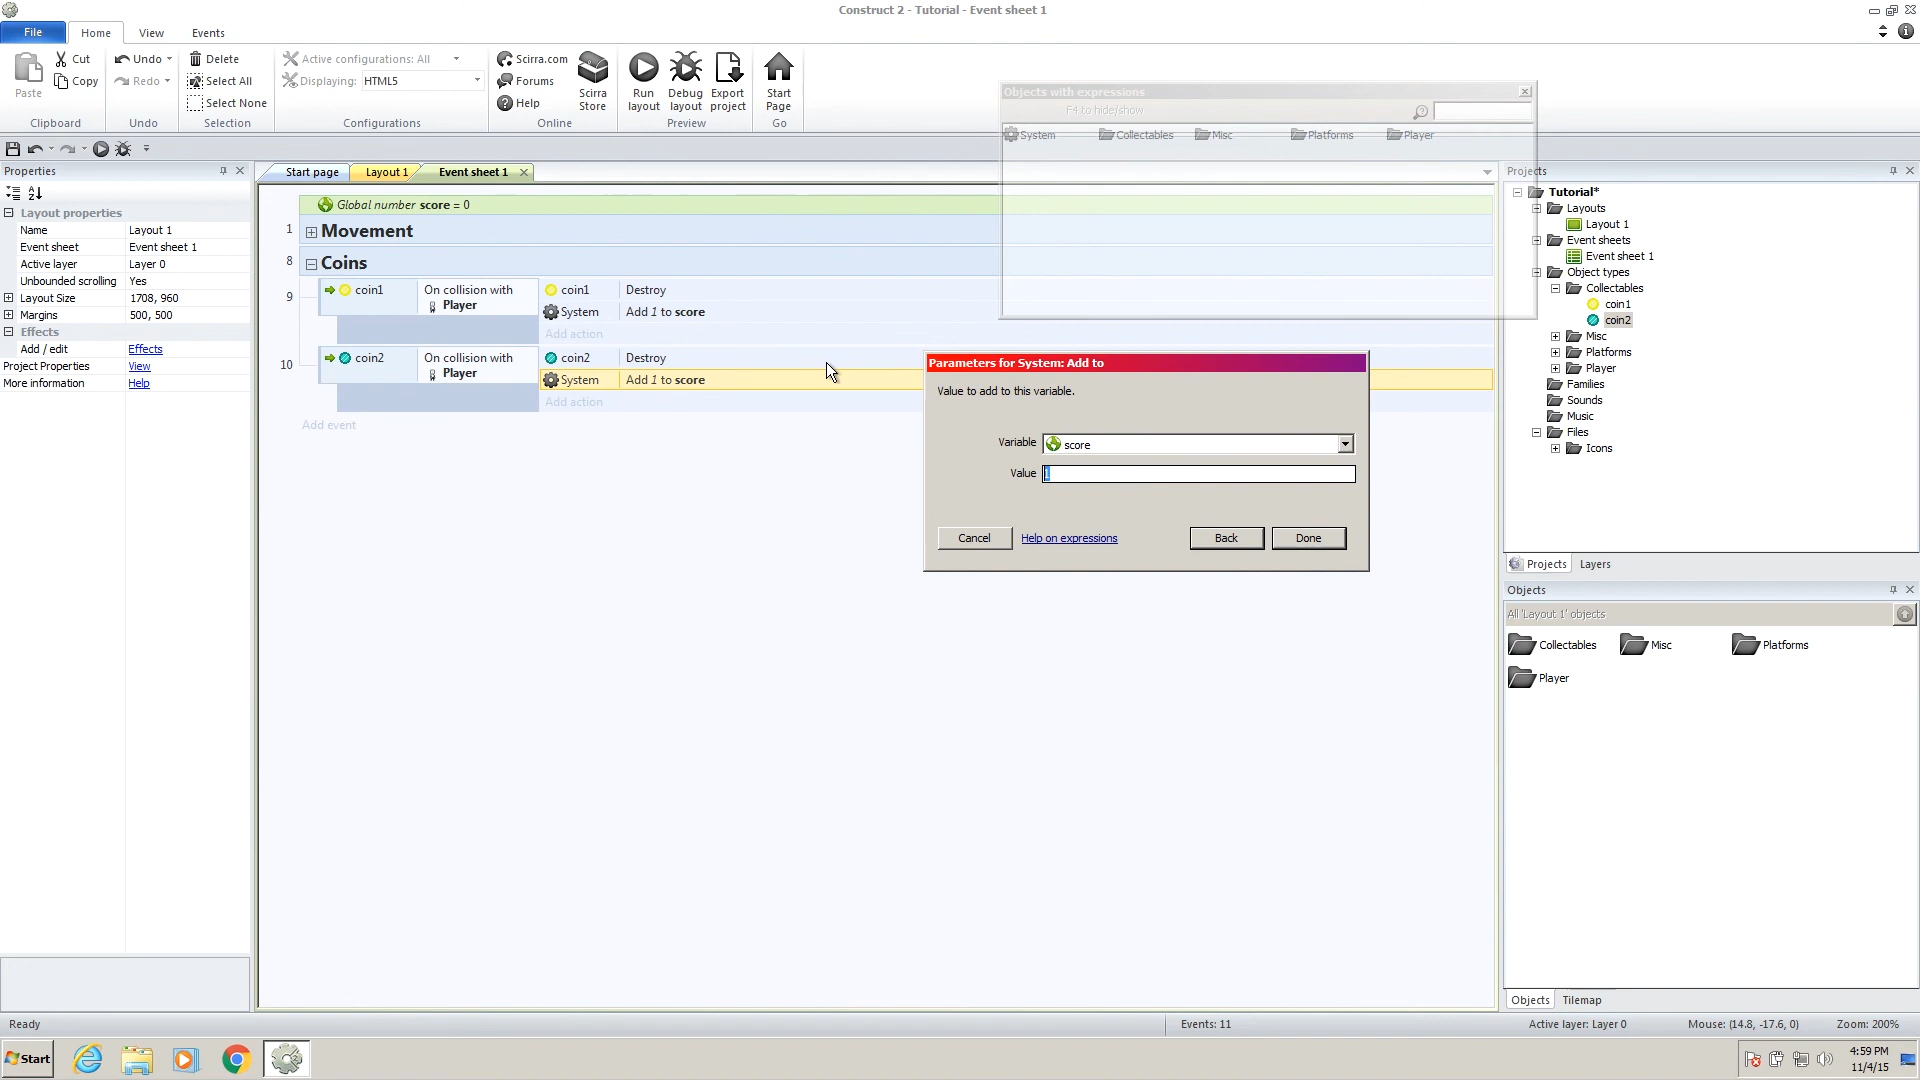 Construct 2 - Tutorial - Event sheet 1
File Home View Events
Paste Cut Copy Clipboard
Undo Redo Undo
Delete Select All Select None Selection
Active configurations: All
Displaying: HTML5
Configurations
Scirra.com Forums Help Scirra Store Online
Run layout Debug layout Export project Preview
Start Page Go
Objects with expressions
F4 to hide/show
System Collectables Misc Platforms Player
Properties
Layout properties
Name Layout 1
Event sheet Event sheet 1
Active layer Layer 0
Unbounded scrolling Yes
Layout Size 1708, 960
Margins 500, 500
Effects
Add / edit Effects
Project Properties View
More information Help
Start page Layout 1 Event sheet 1
Global number score = 0
1 Movement
8 Coins
9 coin1 On collision with Player coin1 Destroy
System Add 1 to score
Add action
10 coin2 On collision with Player coin2 Destroy
System Add 1 to score
Add action
Add event
Parameters for System: Add to
Value to add to this variable.
Variable score
Value
Cancel Help on expressions Back Done
Projects
Tutorial*
Layouts
Layout 1
Event sheets
Event sheet 1
Object types
Collectables
coin1
coin2
Misc
Platforms
Player
Families
Sounds
Music
Files
Icons
Projects Layers
Objects
All 'Layout 1' objects
Collectables Misc Platforms
Player
Objects Tilemap
Ready Events: 11 Active layer: Layer 0 Mouse: (14.8, -17.6, 0) Zoom: 200%
Start 4:59 PM
11/4/15